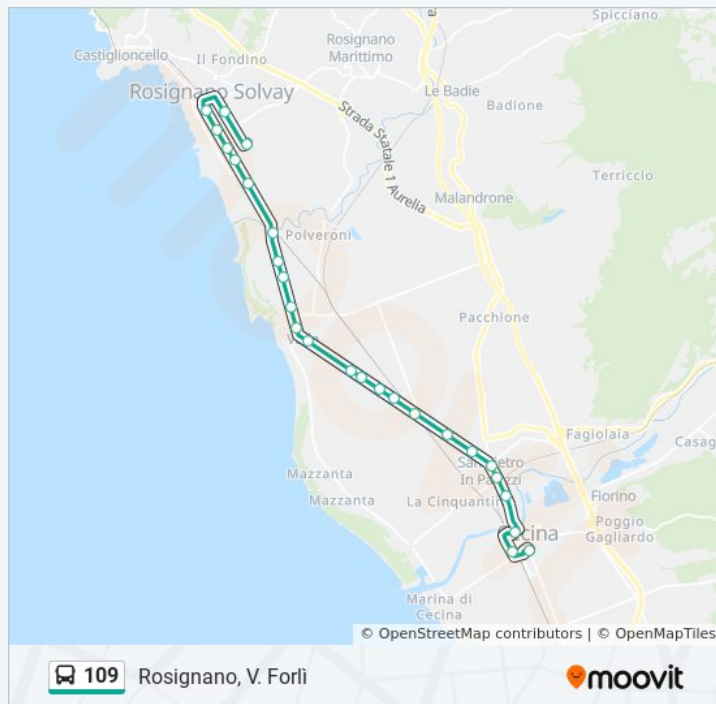 Spicciano
Castiglioncello
Il Fondino
Rosignano
Marittimo
Rosignano Solvay
Le Badie
Badione
Strada Statale 1 Aurelia
Terriccio
Malandrone
Polveroni
Pacchione
Fagiolaia
Casag
San Pietro
In Palazzi
Mazzanta
La Cinquantina
Mazzanta
Fiorino
Cecina
Poggio
Gagliardo
Marina di
Cecina
© OpenStreetMap contributors | © OpenMapTiles
109 Rosignano, V. Forlì
moovit